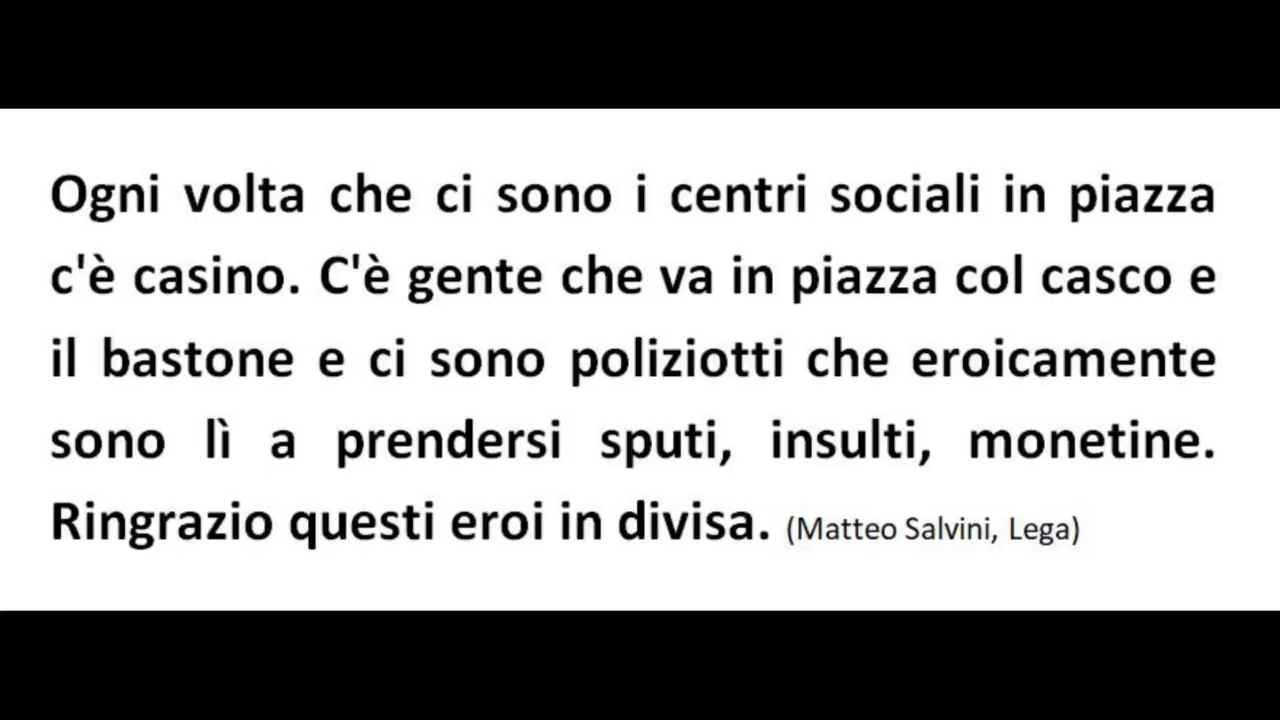 Ogni volta che ci sono i centri sociali in piazza
c'è casino. C'è gente che va in piazza col casco e
il bastone e ci sono poliziotti che eroicamente
sono lì a prendersi sputi, insulti, monetine.
Ringrazio questi eroi in divisa. (Matteo Salvini, Lega)